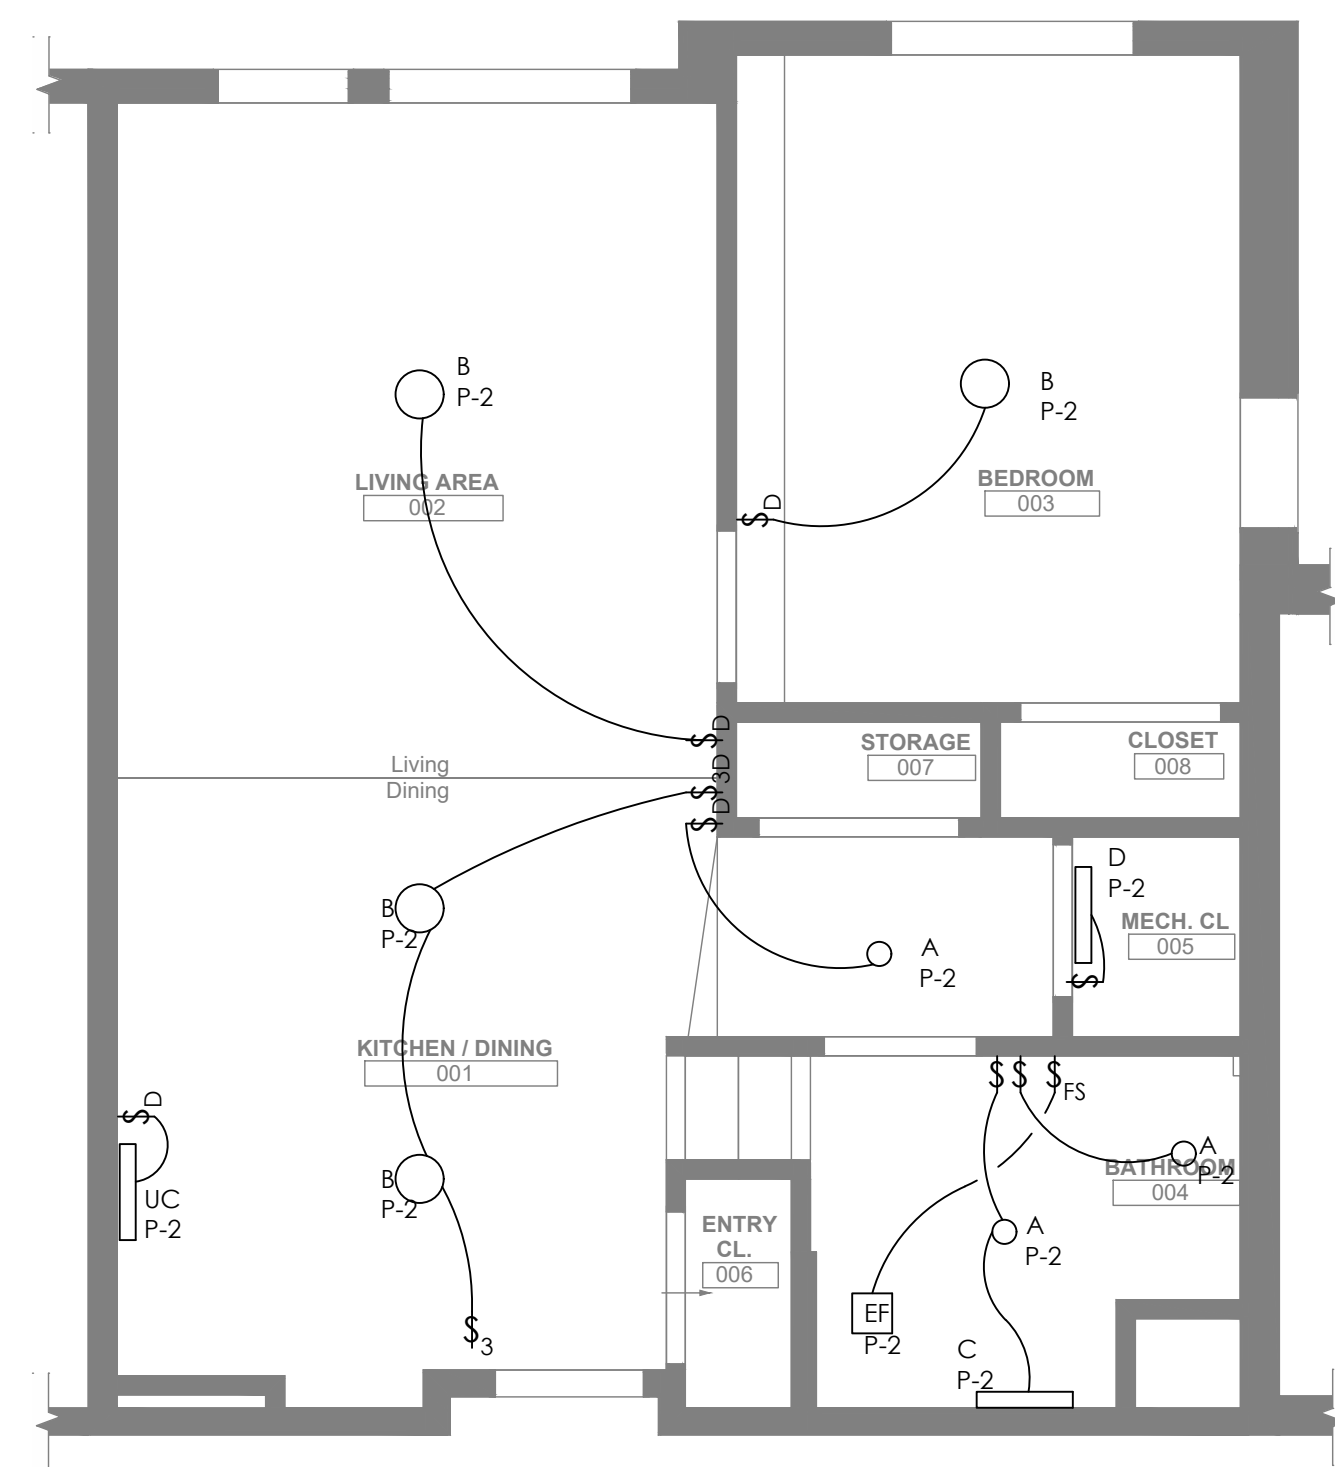 B
P-2
B
P-2
LIVING AREA
002
BEDROOM
003
$D
$D
STORAGE
007
CLOSET
008
Living
Dining
$3D
$D
D
P-2
B
P-2
MECH. CL
005
A
P-2
KITCHEN / DINING
001
$
$ $ $FS
$D
A
P-2
BATHROOM
004
UC
P-2
B
P-2
ENTRY
CL.
006
A
P-2
EF
P-2
$3
C
P-2